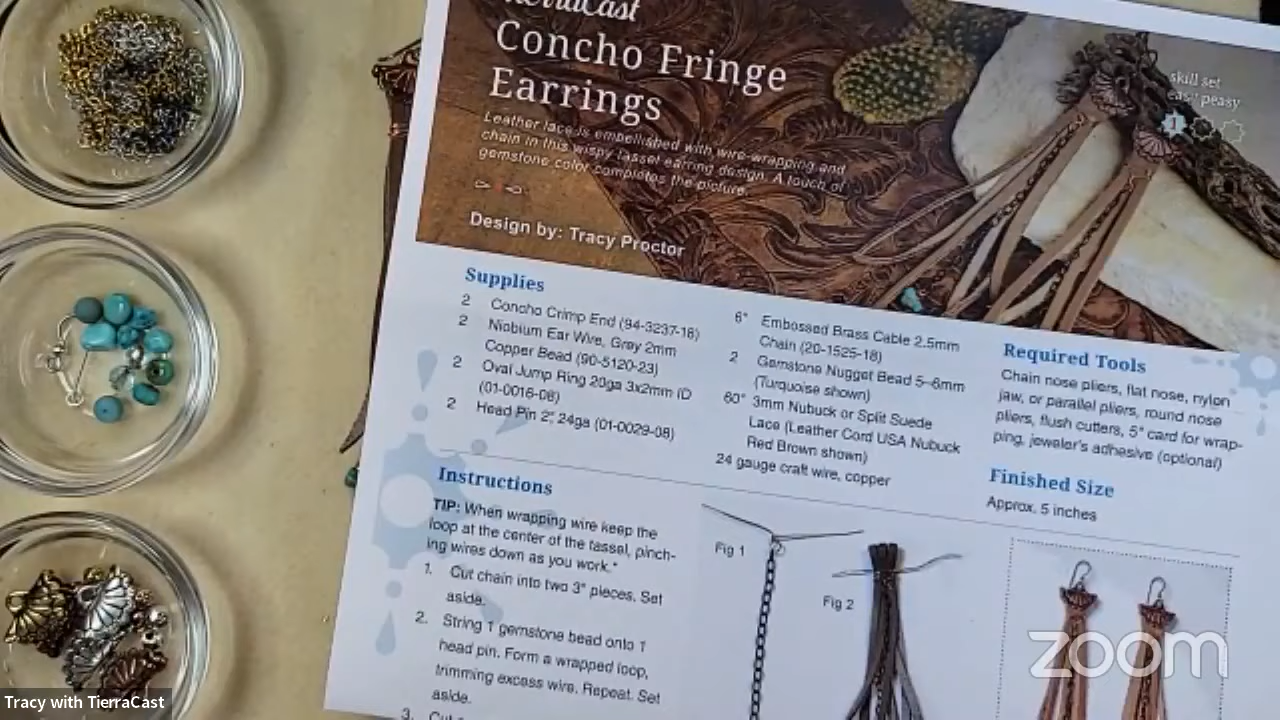 TierraCast
Concho Fringe
Earrings
Leather lace is embellished with wire-wrapping and
chain in this wispy tassel earring design. A touch of
gemstone color completes the picture.
Design by: Tracy Proctor
skill set
easy peasy
1
Supplies
2 Concho Crimp End (94-3237-18)
2 Niobium Ear Wire, Grey 2mm
Copper Bead (90-5120-23)
2 Oval Jump Ring 20ga 3x2mm ID
(01-0016-08)
2 Head Pin 2", 24ga (01-0029-08)
6" Embossed Brass Cable 2.5mm
Chain (20-1525-18)
2 Gemstone Nugget Bead 5–6mm
(Turquoise shown)
60" 3mm Nubuck or Split Suede
Lace (Leather Cord USA Nubuck
Red Brown shown)
24 gauge craft wire, copper
Required Tools
Chain nose pliers, flat nose, nylon
jaw, or parallel pliers, round nose
pliers, flush cutters, 5" card for wrap-
ping, jeweler's adhesive (optional)
Finished Size
Approx. 5 inches
Instructions
TIP: When wrapping wire keep the
loop at the center of the tassel, pinch-
ing wires down as you work.*
1. Cut chain into two 3" pieces. Set
aside.
2. String 1 gemstone bead onto 1
head pin. Form a wrapped loop,
trimming excess wire. Repeat. Set
aside.
3. Cut
Fig 1
Fig 2
zoom
Tracy with TierraCast